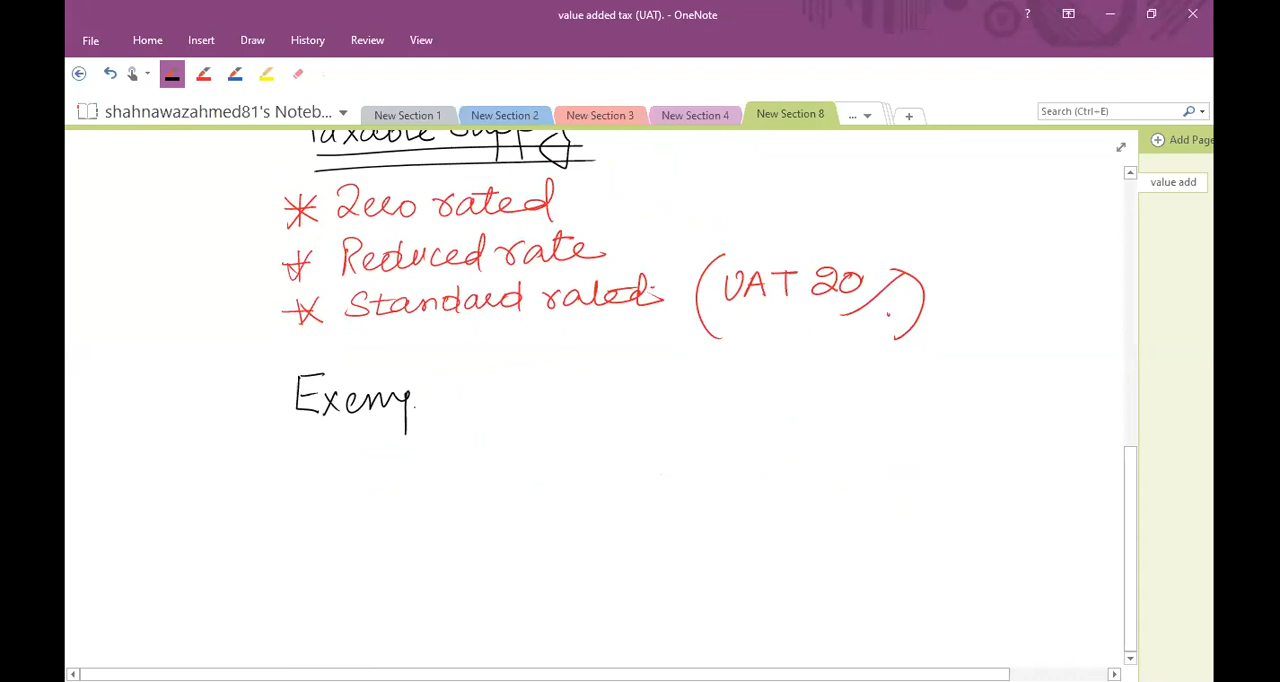 value added tax (UAT). - OneNote
?
File Home Insert Draw History Review View
shahnawazahmed81's Noteb... New Section 1 New Section 2 New Section 3 New Section 4 New Section 8 ... +
Search (Ctrl+E)
Add Page
value add
Taxable Supply
* Zero rated
* Reduced rate
* Standard rated: (VAT 20%)
Exemp